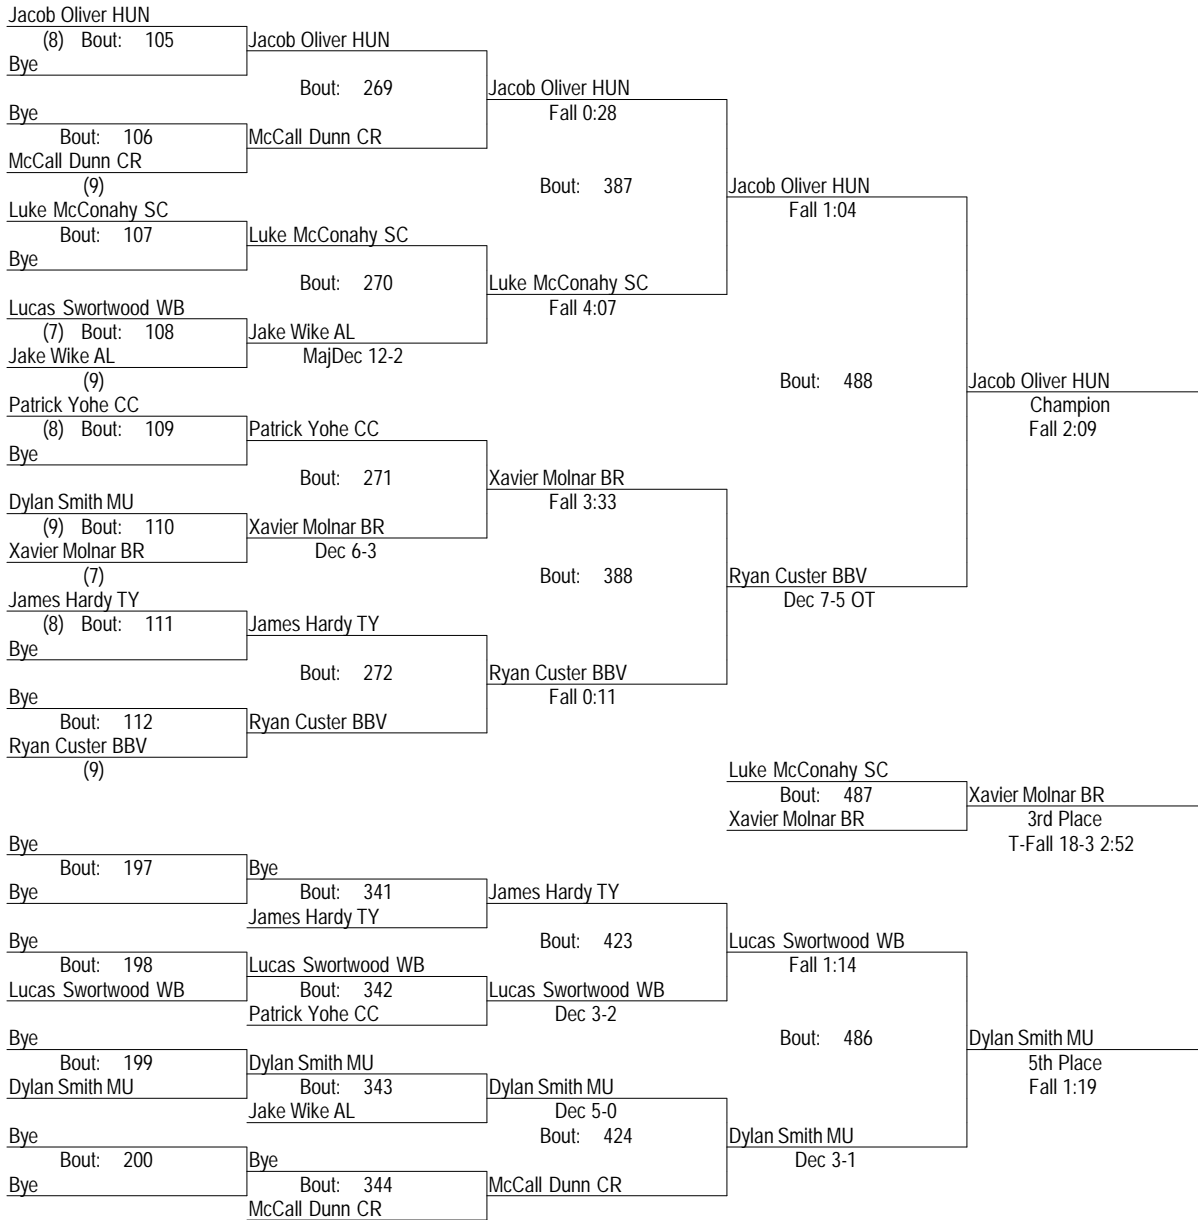 Jacob Oliver HUN
(8) Bout: 105
Jacob Oliver HUN
Bye
Bout: 269
Jacob Oliver HUN
Bye
Fall 0:28
Bout: 106
McCall Dunn CR
McCall Dunn CR
(9)
Bout: 387
Jacob Oliver HUN
Luke McConahy SC
Fall 1:04
Bout: 107
Luke McConahy SC
Bye
Bout: 270
Luke McConahy SC
Lucas Swortwood WB
Fall 4:07
(7) Bout: 108
Jake Wike AL
Jake Wike AL
MajDec 12-2
(9)
Bout: 488
Jacob Oliver HUN
Patrick Yohe CC
Champion
(8) Bout: 109
Patrick Yohe CC
Fall 2:09
Bye
Bout: 271
Xavier Molnar BR
Dylan Smith MU
Fall 3:33
(9) Bout: 110
Xavier Molnar BR
Xavier Molnar BR
Dec 6-3
(7)
Bout: 388
Ryan Custer BBV
James Hardy TY
Dec 7-5 OT
(8) Bout: 111
James Hardy TY
Bye
Bout: 272
Ryan Custer BBV
Bye
Fall 0:11
Bout: 112
Ryan Custer BBV
Ryan Custer BBV
(9)
Luke McConahy SC
Bout: 487
Xavier Molnar BR
Xavier Molnar BR
3rd Place
T-Fall 18-3 2:52
Bye
Bout: 197
Bye
Bye
Bout: 341
James Hardy TY
James Hardy TY
Bye
Bout: 423
Lucas Swortwood WB
Bout: 198
Lucas Swortwood WB
Fall 1:14
Lucas Swortwood WB
Bout: 342
Lucas Swortwood WB
Patrick Yohe CC
Dec 3-2
Bye
Bout: 486
Dylan Smith MU
Bout: 199
Dylan Smith MU
5th Place
Dylan Smith MU
Bout: 343
Dylan Smith MU
Fall 1:19
Jake Wike AL
Dec 5-0
Bye
Bout: 424
Dylan Smith MU
Bout: 200
Bye
Dec 3-1
Bye
Bout: 344
McCall Dunn CR
McCall Dunn CR